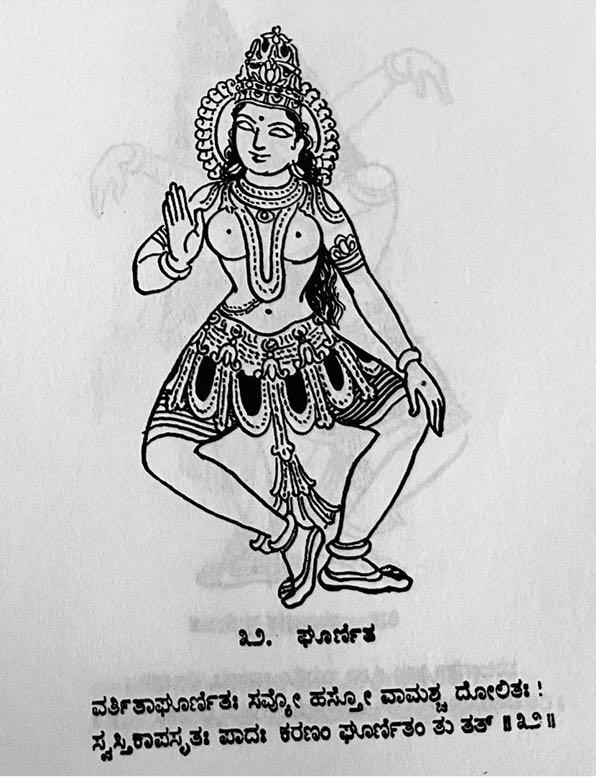 ೩೨. ಘೂರ್ಣಿತ
ವರ್ತಿತಾಘೂರ್ಣಿತಃ ಸವ್ಯೋ ಹಸ್ತೋ ವಾಮಶ್ಚ ದೋಲಿತಃ !
ಸ್ವಸ್ತಿಕಾಪಸೃತಃ ಪಾದಃ ಕರಣಂ ಘೂರ್ಣಿತಂ ತು ತತ್ ॥ ೩೨ ॥